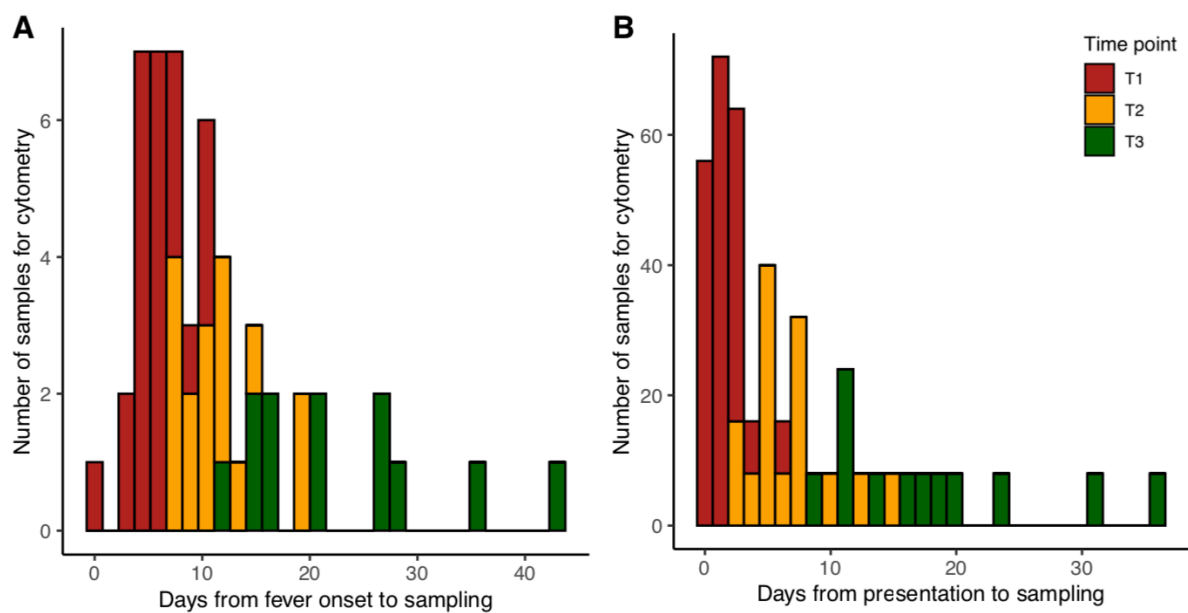 A
Number of samples for cytometry
6
4
2
0
0 10 20 30 40
Days from fever onset to sampling
B
Time point
T1
T2
T3
Number of samples for cytometry
60
40
20
0
0 10 20 30
Days from presentation to sampling